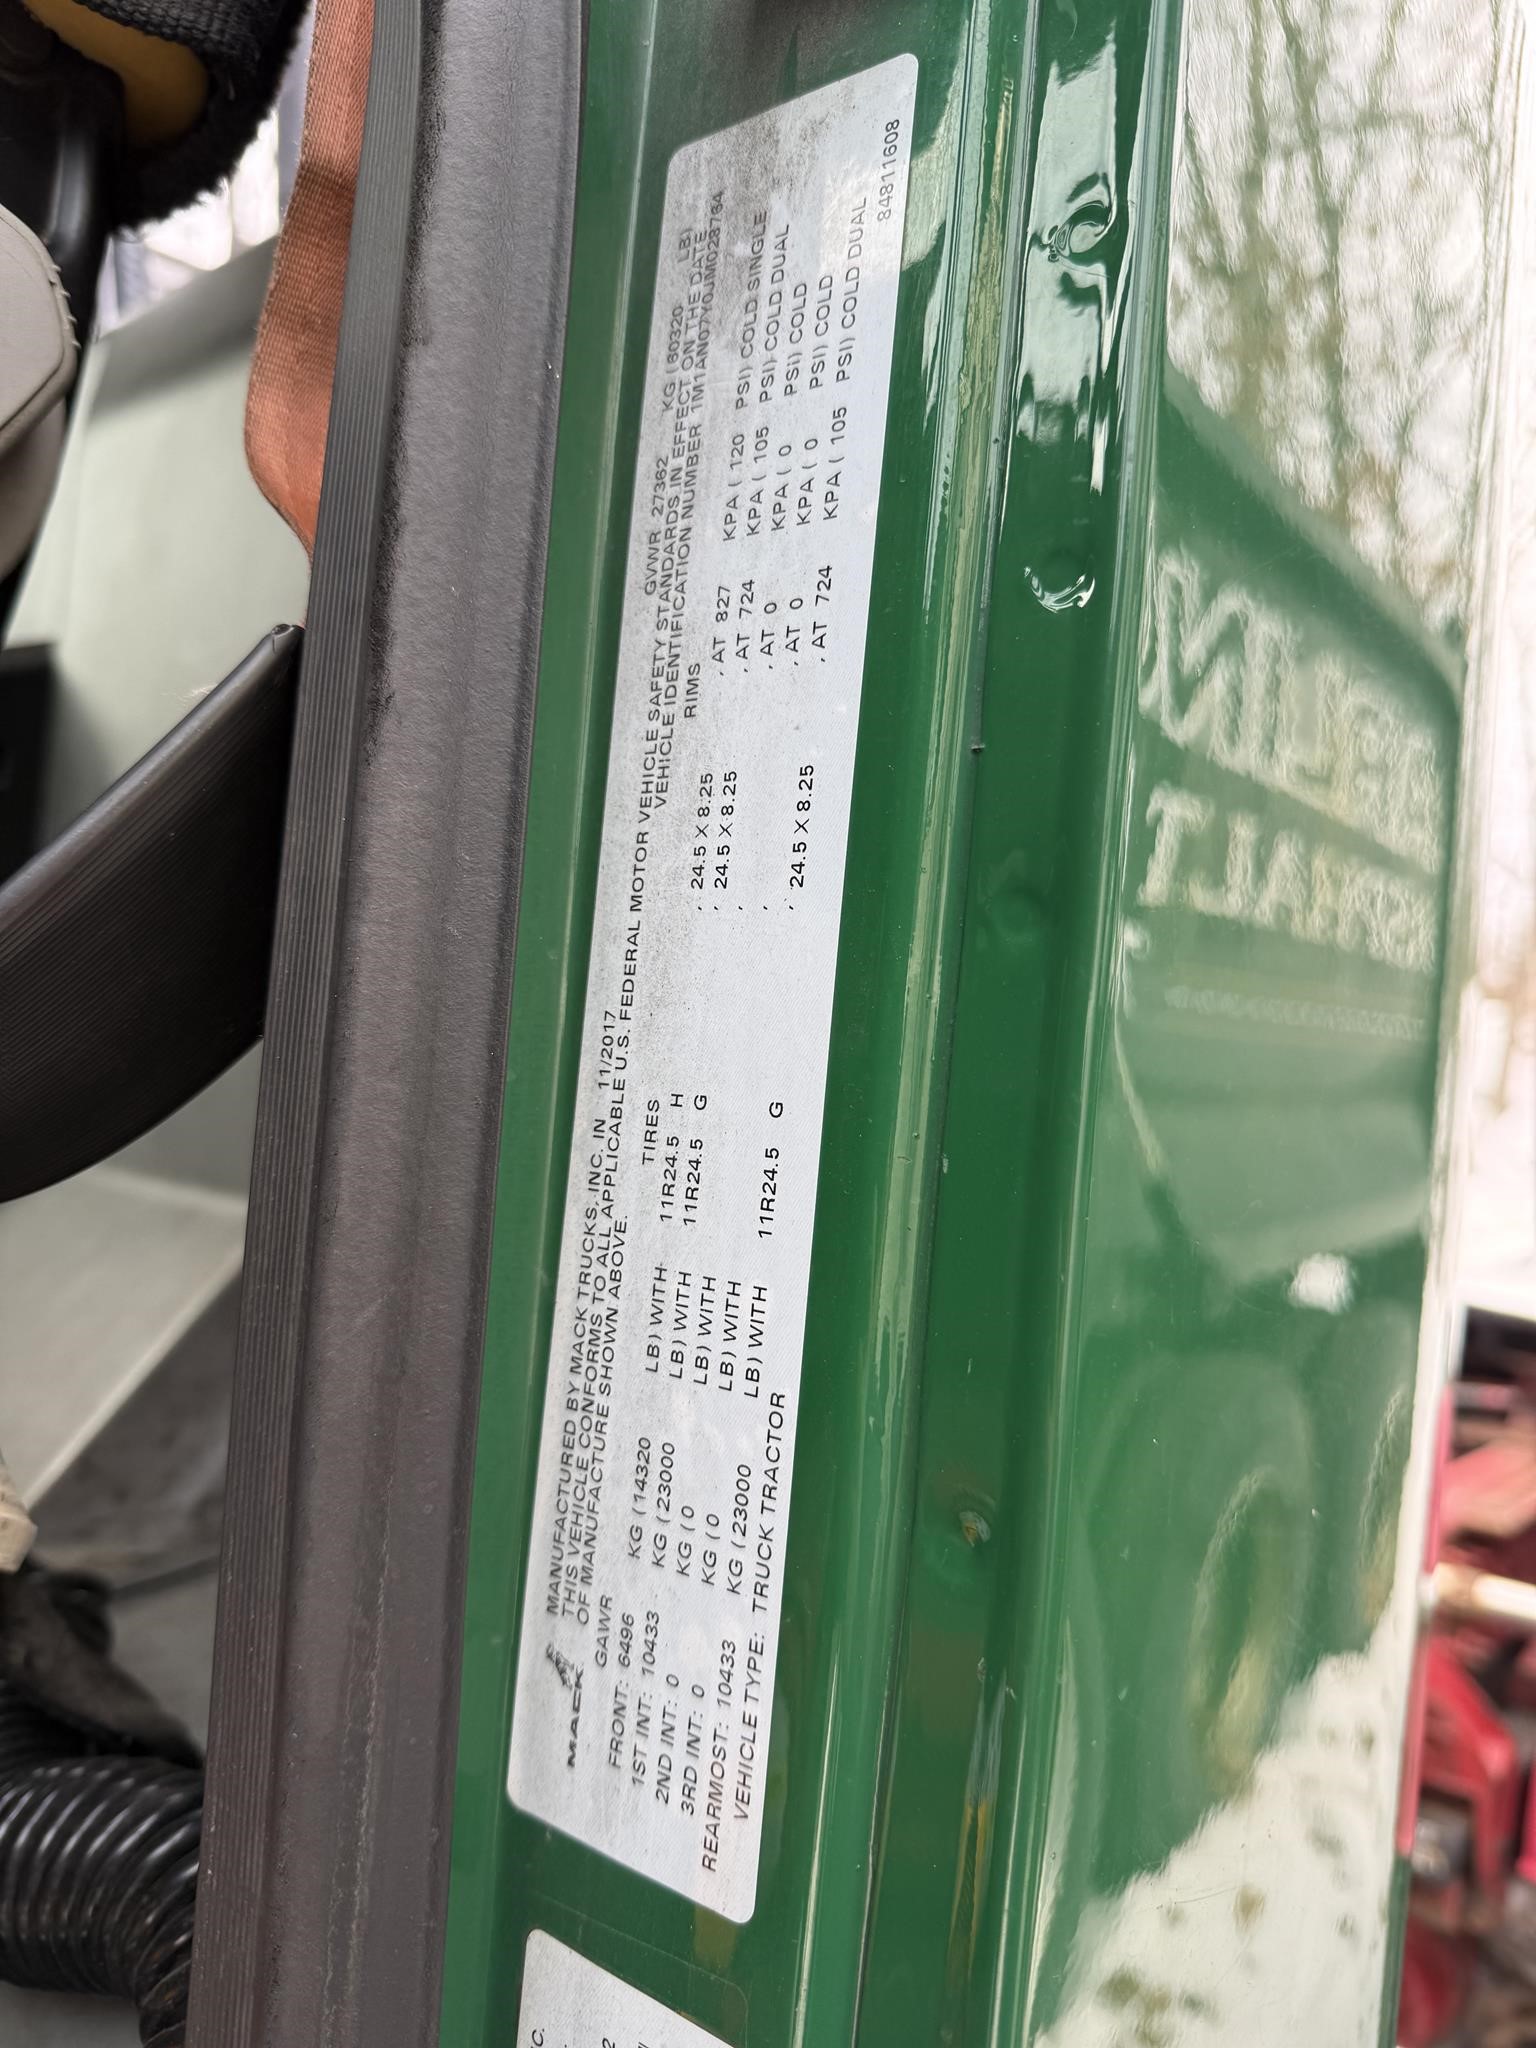 MACK
MANUFACTURED BY MACK TRUCKS, INC. IN 11/2017 GVWR 27362 KG ( 60320 LB)
THIS VEHICLE CONFORMS TO ALL APPLICABLE U.S. FEDERAL MOTOR VEHICLE SAFETY STANDARDS IN EFFECT ON THE DATE
OF MANUFACTURE SHOWN ABOVE. VEHICLE IDENTIFICATION NUMBER 1M1AN07Y0JM028764
GAWR TIRES RIMS
FRONT: 6496 KG ( 14320 LB) WITH 11R24.5 H , 24.5 X 8.25 , AT 827 KPA ( 120 PSI) COLD SINGLE
1ST INT: 10433 KG ( 23000 LB) WITH 11R24.5 G , 24.5 X 8.25 , AT 724 KPA ( 105 PSI) COLD DUAL
2ND INT: 0 KG ( 0 LB) WITH , , AT 0 KPA ( 0 PSI) COLD
3RD INT: 0 KG ( 0 LB) WITH , , AT 0 KPA ( 0 PSI) COLD
REARMOST: 10433 KG ( 23000 LB) WITH 11R24.5 G , 24.5 X 8.25 , AT 724 KPA ( 105 PSI) COLD DUAL
VEHICLE TYPE: TRUCK TRACTOR 84811608